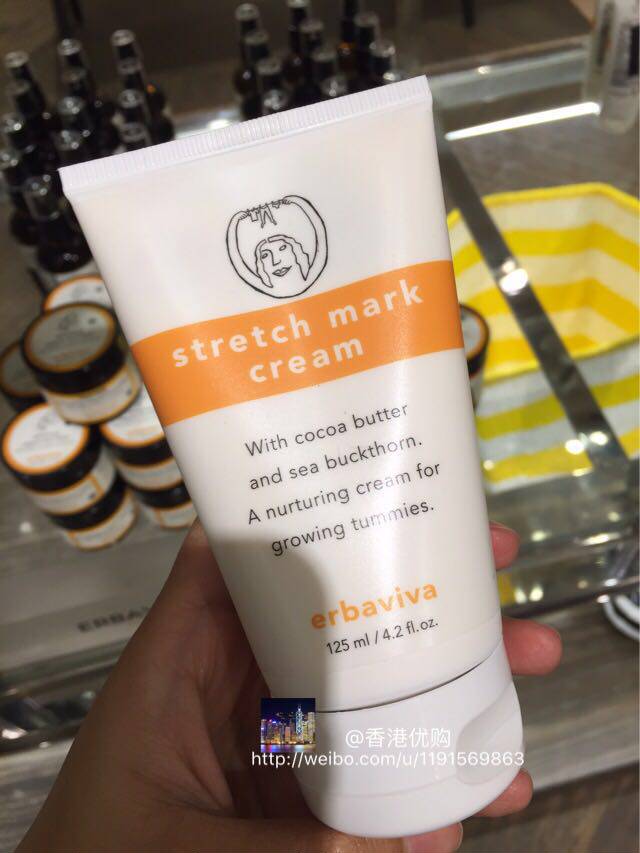 stretch mark
cream
With cocoa butter
and sea buckthorn.
A nurturing cream for
growing tummies.
erbaviva
125 ml / 4.2 fl.oz.
@香港优购
http://weibo.com/u/1191569863